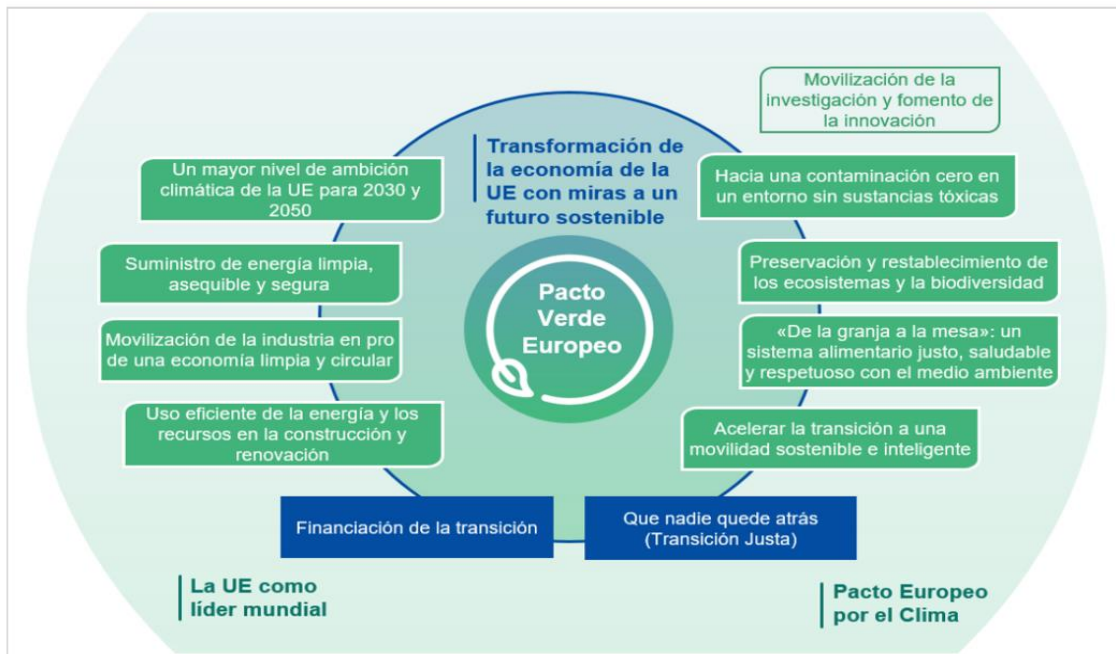 Movilización de la
investigación y fomento de
la innovación
Transformación de
la economía de la
UE con miras a un
futuro sostenible
Un mayor nivel de ambición
climática de la UE para 2030 y
2050
Hacia una contaminación cero en
un entorno sin sustancias tóxicas
Suministro de energía limpia,
asequible y segura
Preservación y restablecimiento de
los ecosistemas y la biodiversidad
Pacto
Verde
Europeo
Movilización de la industria en pro
de una economía limpia y circular
«De la granja a la mesa»: un
sistema alimentario justo, saludable
y respetuoso con el medio ambiente
Uso eficiente de la energía y los
recursos en la construcción y
renovación
Acelerar la transición a una
movilidad sostenible e inteligente
Financiación de la transición
Que nadie quede atrás
(Transición Justa)
La UE como
líder mundial
Pacto Europeo
por el Clima